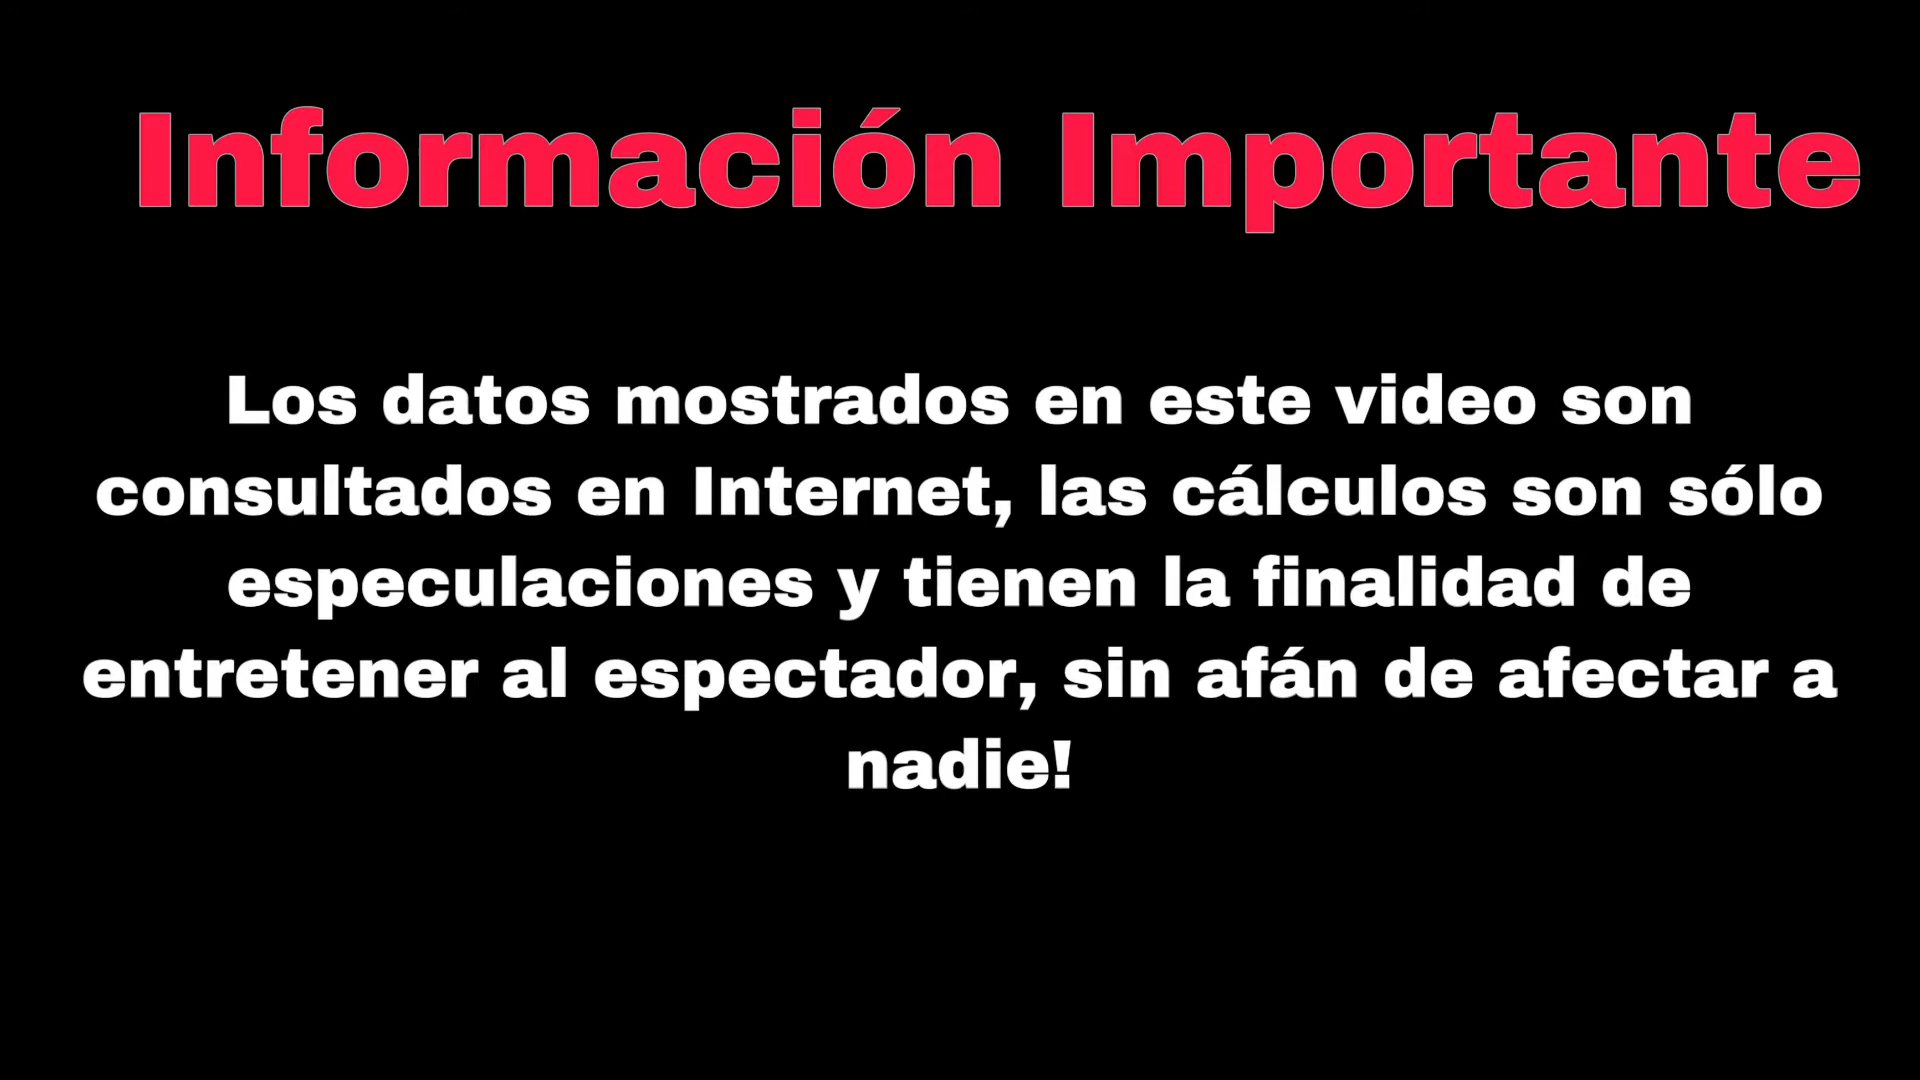 Información Importante
Los datos mostrados en este video son
consultados en Internet, las cálculos son sólo
especulaciones y tienen la finalidad de
entretener al espectador, sin afán de afectar a
nadie!